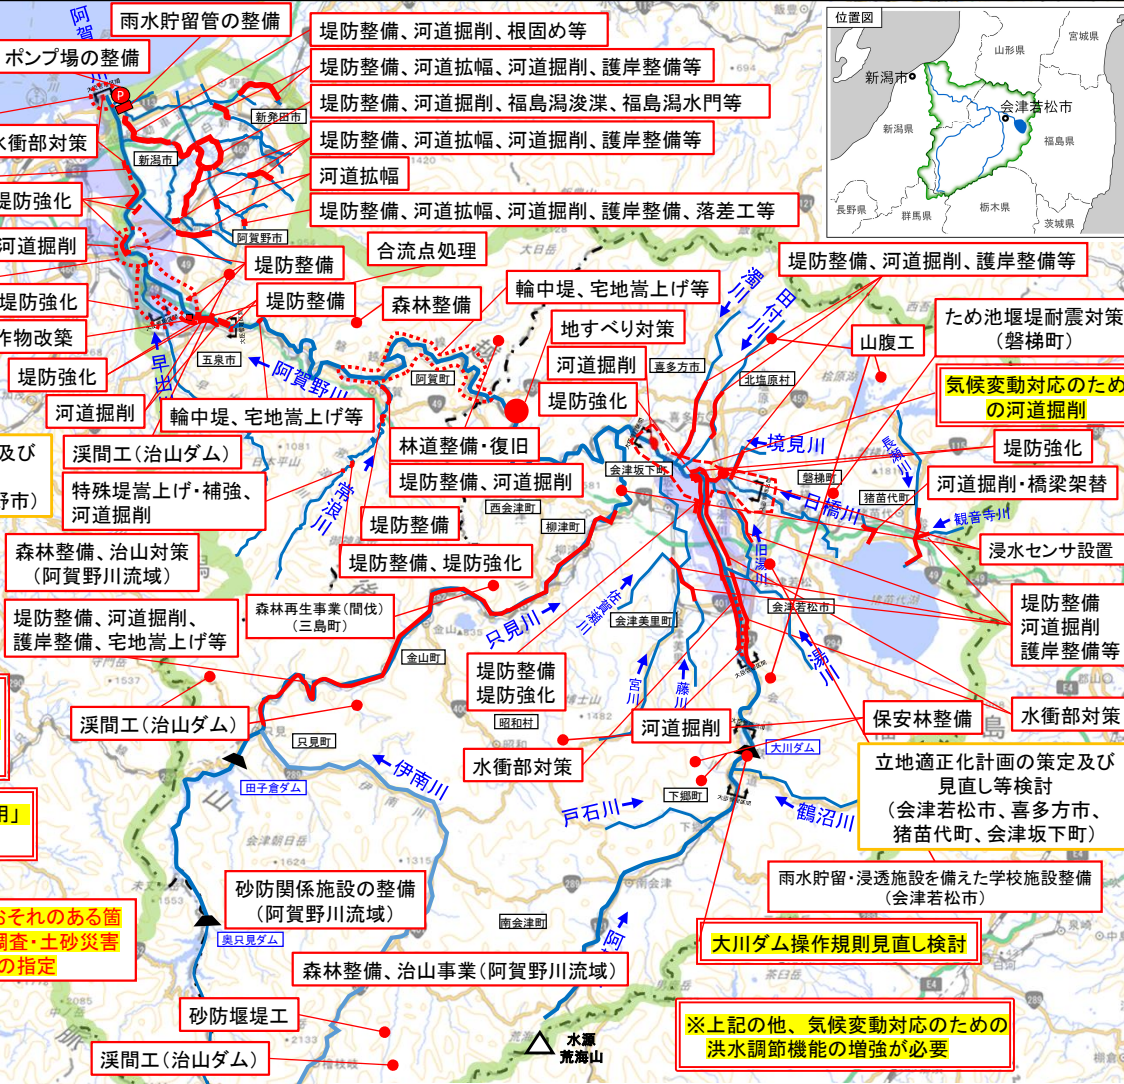 雨水貯留管の整備
ポンプ場の整備
水衝部対策
堤防強化
河道掘削
堤防強化
作物改築
堤防強化
河道掘削
渓間工(治山ダム)
特殊堤嵩上げ・補強、
河道掘削
堤防整備、河道掘削、根固め等
堤防整備、河道拡幅、河道掘削、護岸整備等
堤防整備、河道掘削、福島潟浚渫、福島潟水門等
堤防整備、河道拡幅、河道掘削、護岸整備等
河道拡幅
堤防整備、河道拡幅、河道掘削、護岸整備、落差工等
合流点処理
堤防整備
堤防整備
森林整備
輪中堤、宅地嵩上げ等
地すべり対策
河道掘削
堤防強化
輪中堤、宅地嵩上げ等
林道整備・復旧
堤防整備、河道掘削
堤防整備
堤防整備、堤防強化
新発田市
新潟市
阿賀野市
五泉市
阿賀町
阿賀野川
常浪川
位置図
山形県
宮城県
新潟市
会津若松市
新潟県
福島県
長野県
群馬県
栃木県
茨城県
堤防整備、河道掘削、護岸整備等
濁川
田付川
山腹工
ため池堰堤耐震対策
(磐梯町)
気候変動対応のため
の河道掘削
堤防強化
河道掘削・橋梁架替
浸水センサ設置
堤防整備
河道掘削
護岸整備等
水衝部対策
喜多方市
北塩原村
境見川
長瀬川
磐梯町
猪苗代町
日橋川
観音寺川
会津坂下町
西会津町
柳津町
旧湯川
会津若松市
湯川
佐賀瀬川
会津美里町
宮川
藤川
只見川
及び
野市)
森林整備、治山対策
(阿賀野川流域)
堤防整備、河道掘削、
護岸整備、宅地嵩上げ等
森林再生事業(間伐)
(三島町)
金山町
渓間工(治山ダム)
只見町
田子倉ダム
伊南川
堤防整備
堤防強化
昭和村
水衝部対策
河道掘削
保安林整備
大川ダム
下郷町
戸石川
鶴沼川
立地適正化計画の策定及び
見直し等検討
(会津若松市、喜多方市、
猪苗代町、会津坂下町)
雨水貯留・浸透施設を備えた学校施設整備
(会津若松市)
大川ダム操作規則見直し検討
用」
おそれのある箇
調査・土砂災害
の指定
砂防関係施設の整備
(阿賀野川流域)
奥只見ダム
南会津町
森林整備、治山事業(阿賀野川流域)
砂防堰堤工
渓間工(治山ダム)
水源
荒海山
※上記の他、気候変動対応のための
洪水調節機能の増強が必要